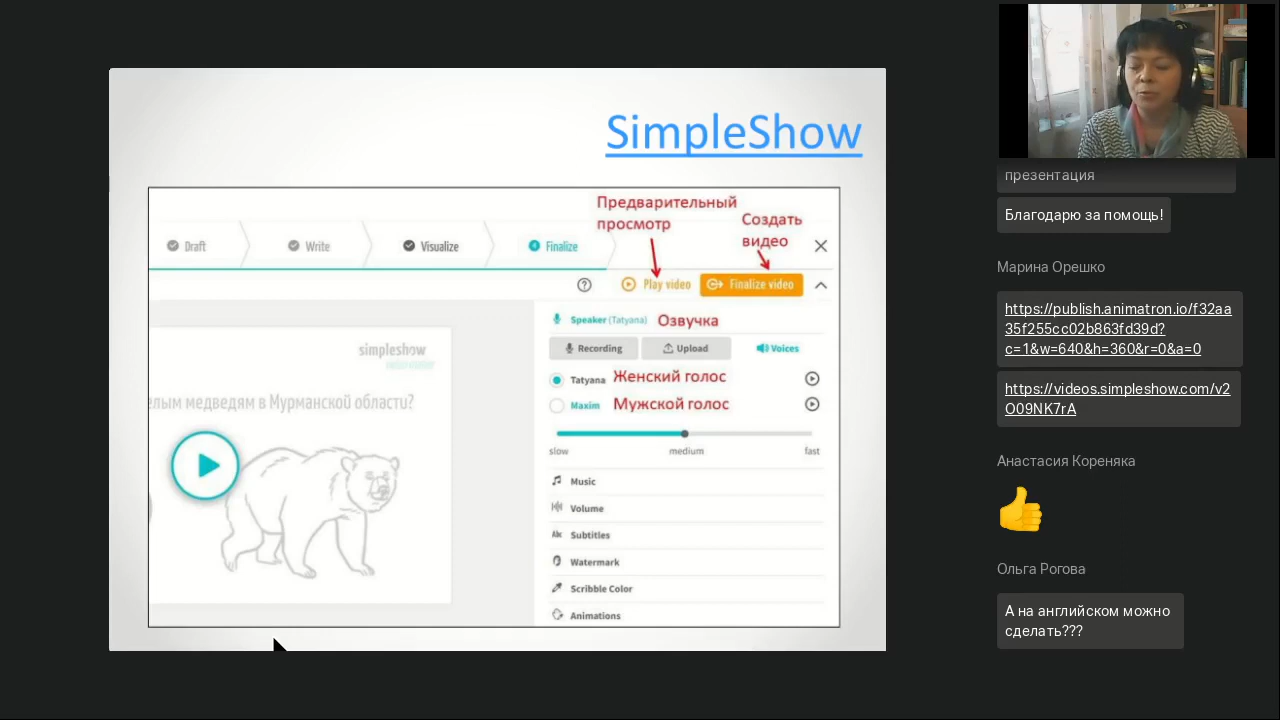 SimpleShow
Предварительный
просмотр
Создать
видео
Draft
Write
Visualize
4 Finalize
Play video
Finalize video
Speaker (Tatyana) Озвучка
Recording
Upload
Voices
Tatyana Женский голос
Maxim Мужской голос
slow
medium
fast
Music
Volume
Abc Subtitles
Watermark
Scribble Color
Animations
simpleshow
елым медведям в Мурманской области?
презентация
Благодарю за помощь!
Марина Орешко
https://publish.animatron.io/f32aa
35f255cc02b863fd39d?
c=1&w=640&h=360&r=0&a=0
https://videos.simpleshow.com/v2
O09NK7rA
Анастасия Кореняка
Ольга Рогова
А на английском можно
сделать???